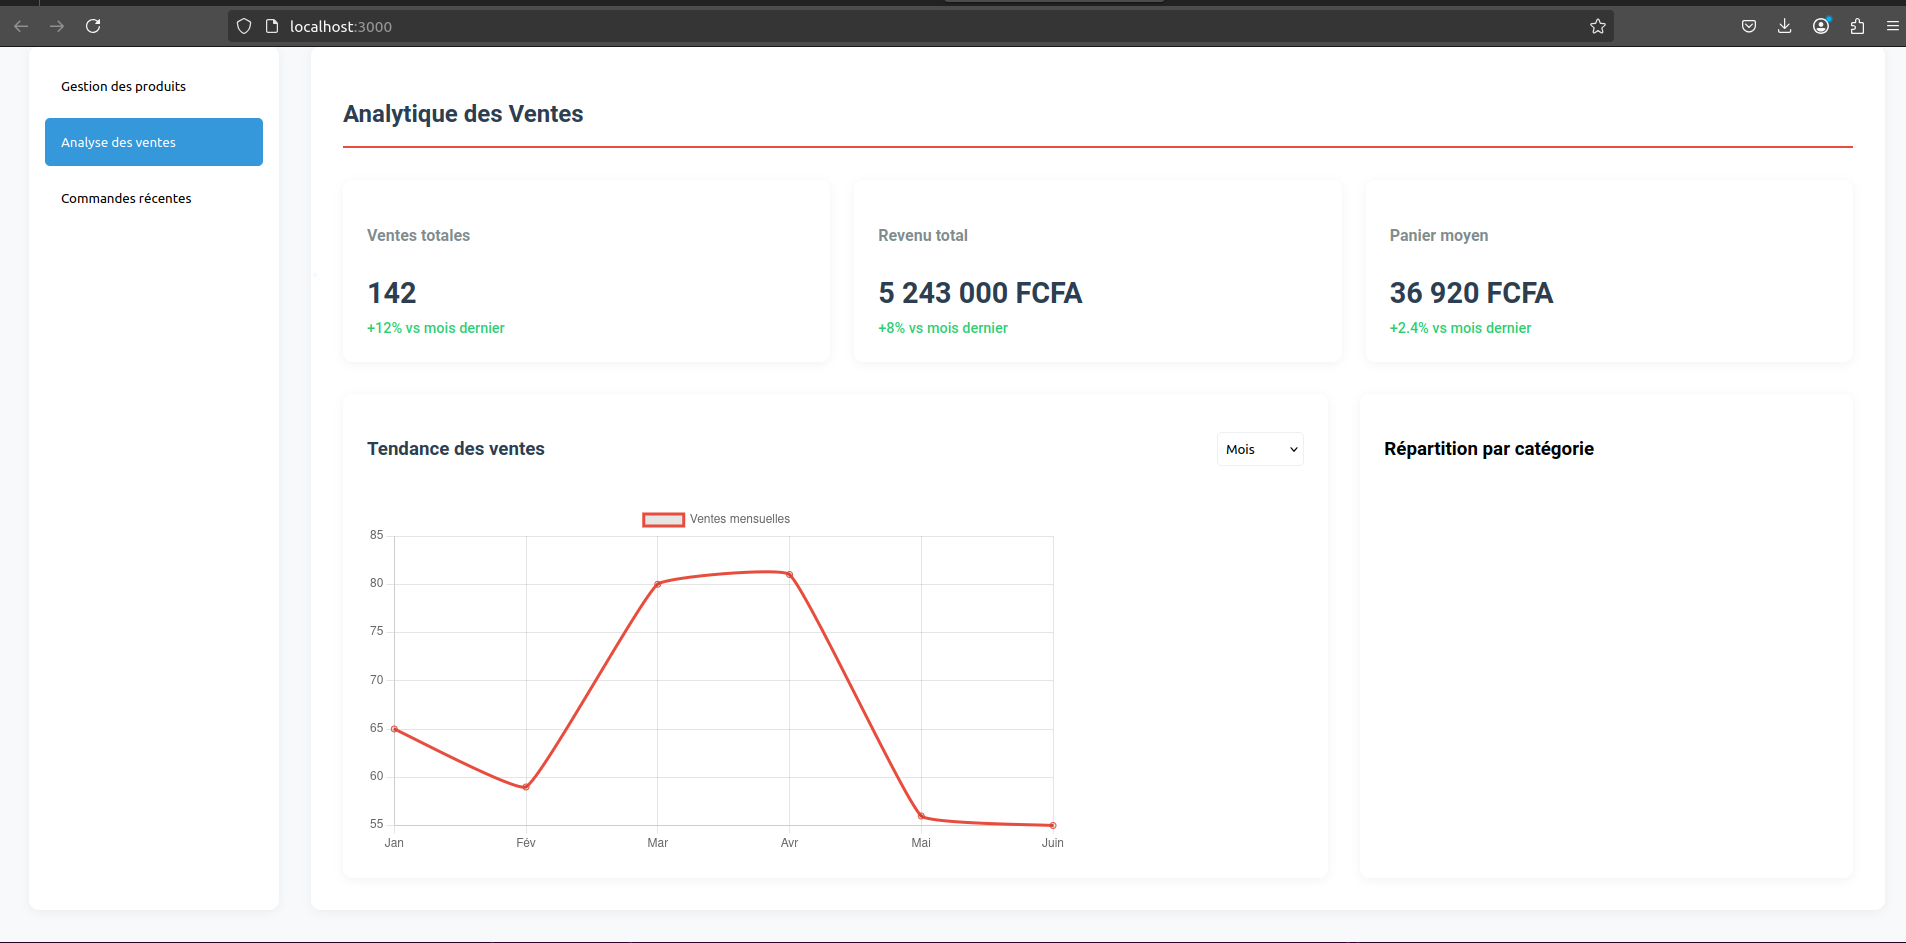 localhost:3000
Gestion des produits
Analyse des ventes
Commandes récentes
Analytique des Ventes
Ventes totales
142
+12% vs mois dernier
Revenu total
5 243 000 FCFA
+8% vs mois dernier
Panier moyen
36 920 FCFA
+2.4% vs mois dernier
Tendance des ventes
Mois
Ventes mensuelles
85
80
75
70
65
60
55
Jan Fév Mar Avr Mai Juin
Répartition par catégorie